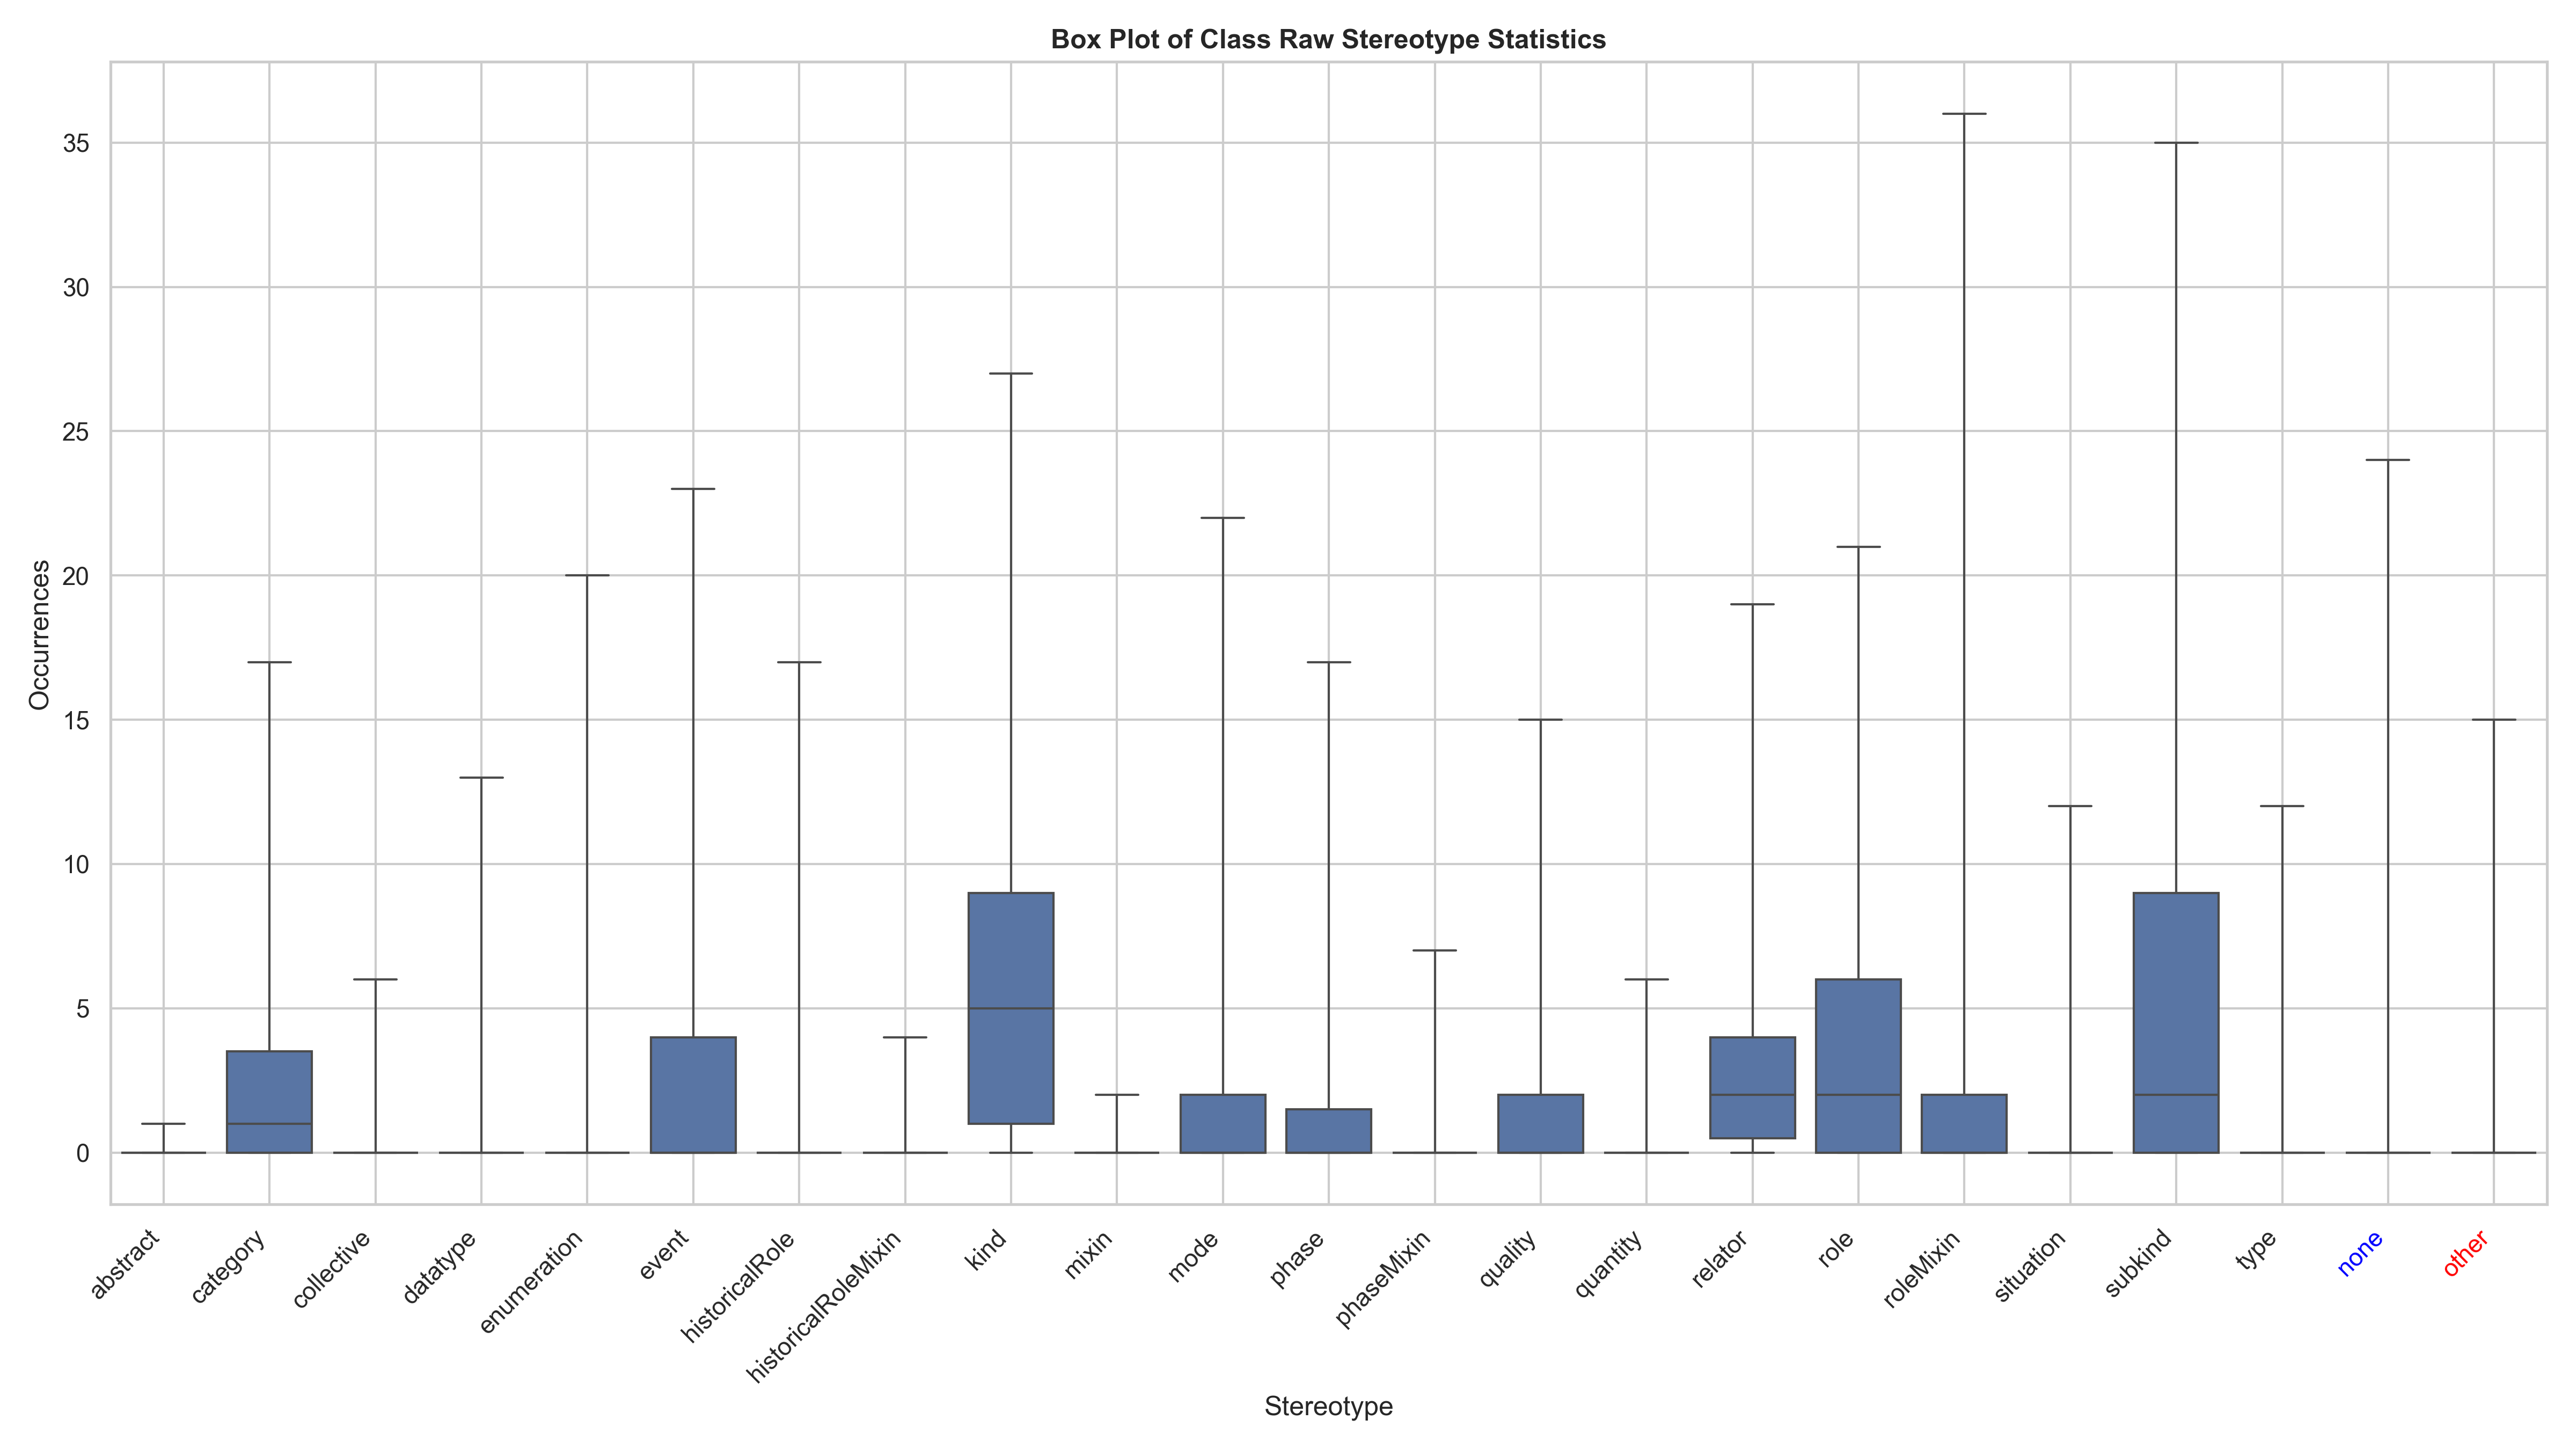 Box Plot of Class Raw Stereotype Statistics
35
30
25
20
15
10
5
0
Occurrences
abstract
category
collective
datatype
enumeration
event
historicalRole
historicalRoleMixin
kind
mixin
mode
phase
phaseMixin
quality
quantity
relator
role
roleMixin
situation
subkind
type
none
other
Stereotype